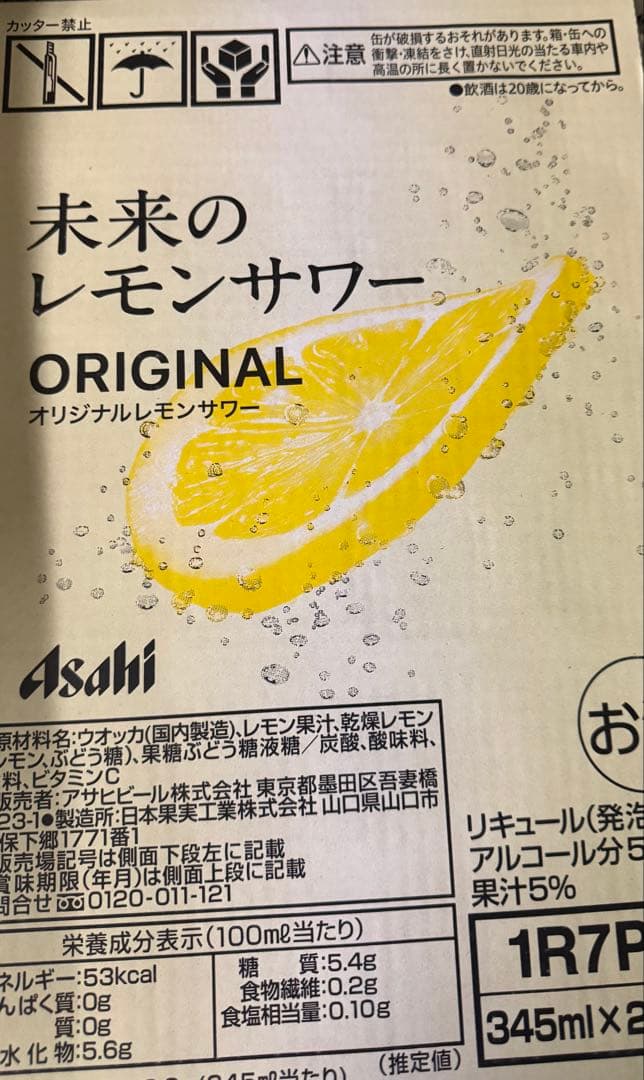 カッター禁止
⚠注意
缶が破損するおそれがあります。箱・缶への
衝撃・凍結をさけ、直射日光の当たる車内や
高温の所に長く置かないでください。
●飲酒は20歳になってから。
未来の
レモンサワー
ORIGINAL
オリジナルレモンサワー
Asahi
原材料名:ウオッカ(国内製造)、レモン果汁、乾燥レモン
レモン、ぶどう糖)、果糖ぶどう糖液糖/炭酸、酸味料、
料、ビタミンC
販売者:アサヒビール株式会社 東京都墨田区吾妻橋
23-1●製造所:日本果実工業株式会社 山口県山口市
保下郷1771番1
販売場記号は側面下段左に記載
賞味期限(年月)は側面上段に記載
問合せ 0120-011-121
お
リキュール(発泡
アルコール分5
果汁5%
栄養成分表示(100mℓ当たり)
ネルギー:53kcal
んぱく質:0g
質:0g
水化物:5.6g
糖質:5.4g
食物繊維:0.2g
食塩相当量:0.10g
(推定値)
1R7P
345ml×2